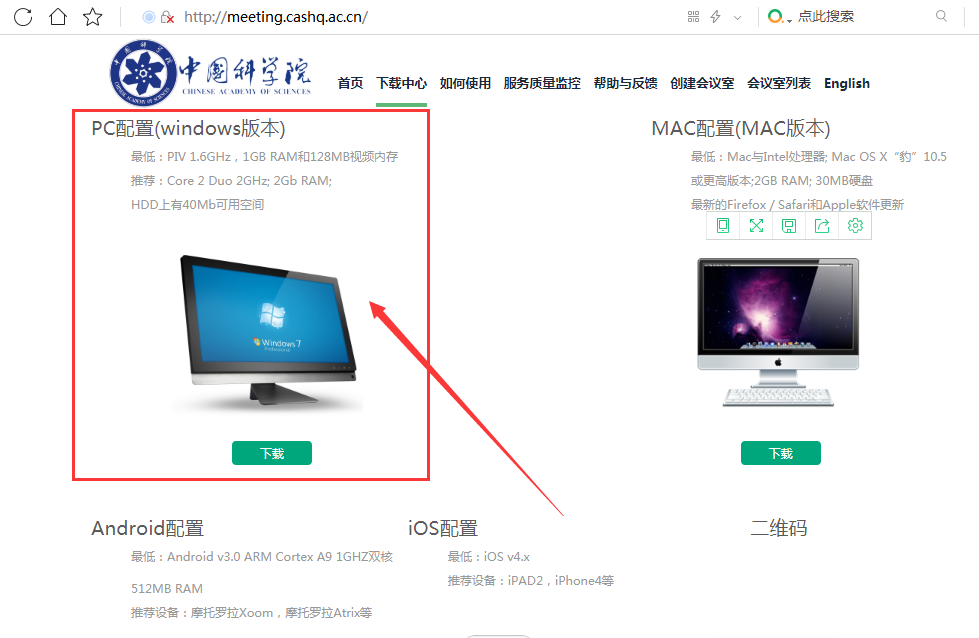 http://meeting.cashq.ac.cn/
点此搜索
中国科学院
CHINESE ACADEMY OF SCIENCES
首页 下载中心 如何使用 服务质量监控 帮助与反馈 创建会议室 会议室列表 English
PC配置(windows版本)
最低：PIV 1.6GHz，1GB RAM和128MB视频内存
推荐：Core 2 Duo 2GHz; 2Gb RAM;
HDD上有40Mb可用空间
Windows 7
Professional
下载
MAC配置(MAC版本)
最低：Mac与Intel处理器; Mac OS X“豹”10.5
或更高版本;2GB RAM; 30MB硬盘
最新的Firefox / Safari和Apple软件更新
下载
Android配置
最低：Android v3.0 ARM Cortex A9 1GHZ双核
512MB RAM
推荐设备：摩托罗拉Xoom，摩托罗拉Atrix等
iOS配置
最低：iOS v4.x
推荐设备：iPAD2，iPhone4等
二维码